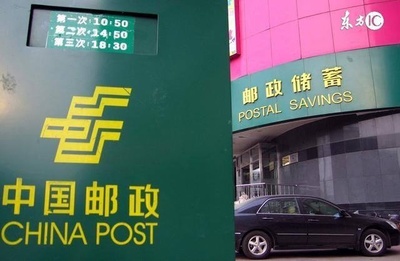 第一次:10:50
第二次:14:50
第三次:18:30
中国邮政
CHINA POST
东方IC
邮政储蓄
POSTAL SAVINGS